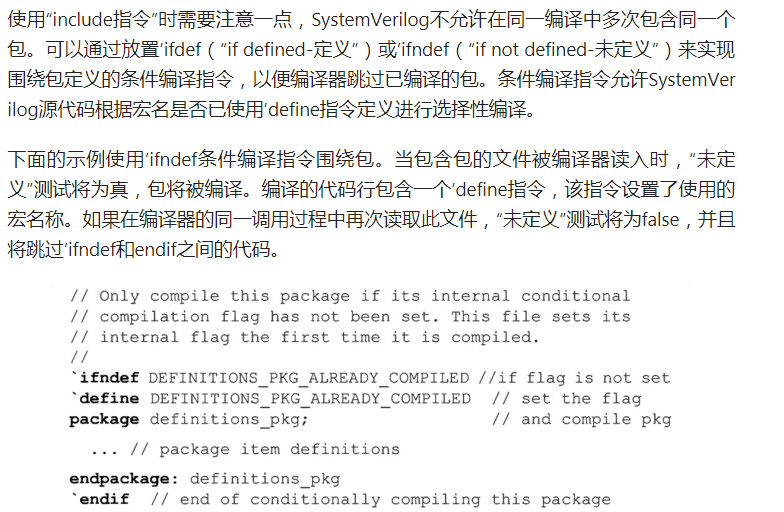 使用“include指令”时需要注意一点，SystemVerilog不允许在同一编译中多次包含同一个
包。可以通过放置'ifdef（“if defined-定义”）或'ifndef（“if not defined-未定义”）来实现
围绕包定义的条件编译指令，以便编译器跳过已编译的包。条件编译指令允许SystemVer
ilog源代码根据宏名是否已使用'define指令定义进行选择性编译。
下面的示例使用'ifndef条件编译指令围绕包。当包含包的文件被编译器读入时，“未定
义”测试将为真，包将被编译。编译的代码行包含一个'define指令，该指令设置了使用的
宏名称。如果在编译器的同一调用过程中再次读取此文件，“未定义”测试将为false，并且
将跳过'ifndef和endif之间的代码。
// Only compile this package if its internal conditional
// compilation flag has not been set. This file sets its
// internal flag the first time it is compiled.
//
`ifndef DEFINITIONS_PKG_ALREADY_COMPILED //if flag is not set
`define DEFINITIONS_PKG_ALREADY_COMPILED // set the flag
package definitions_pkg; // and compile pkg
... // package item definitions
endpackage: definitions_pkg
`endif // end of conditionally compiling this package